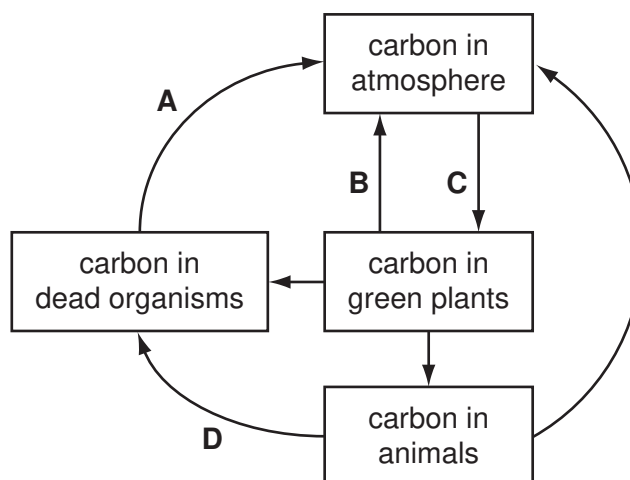 carbon in
atmosphere
A
B
C
carbon in
dead organisms
carbon in
green plants
carbon in
animals
D